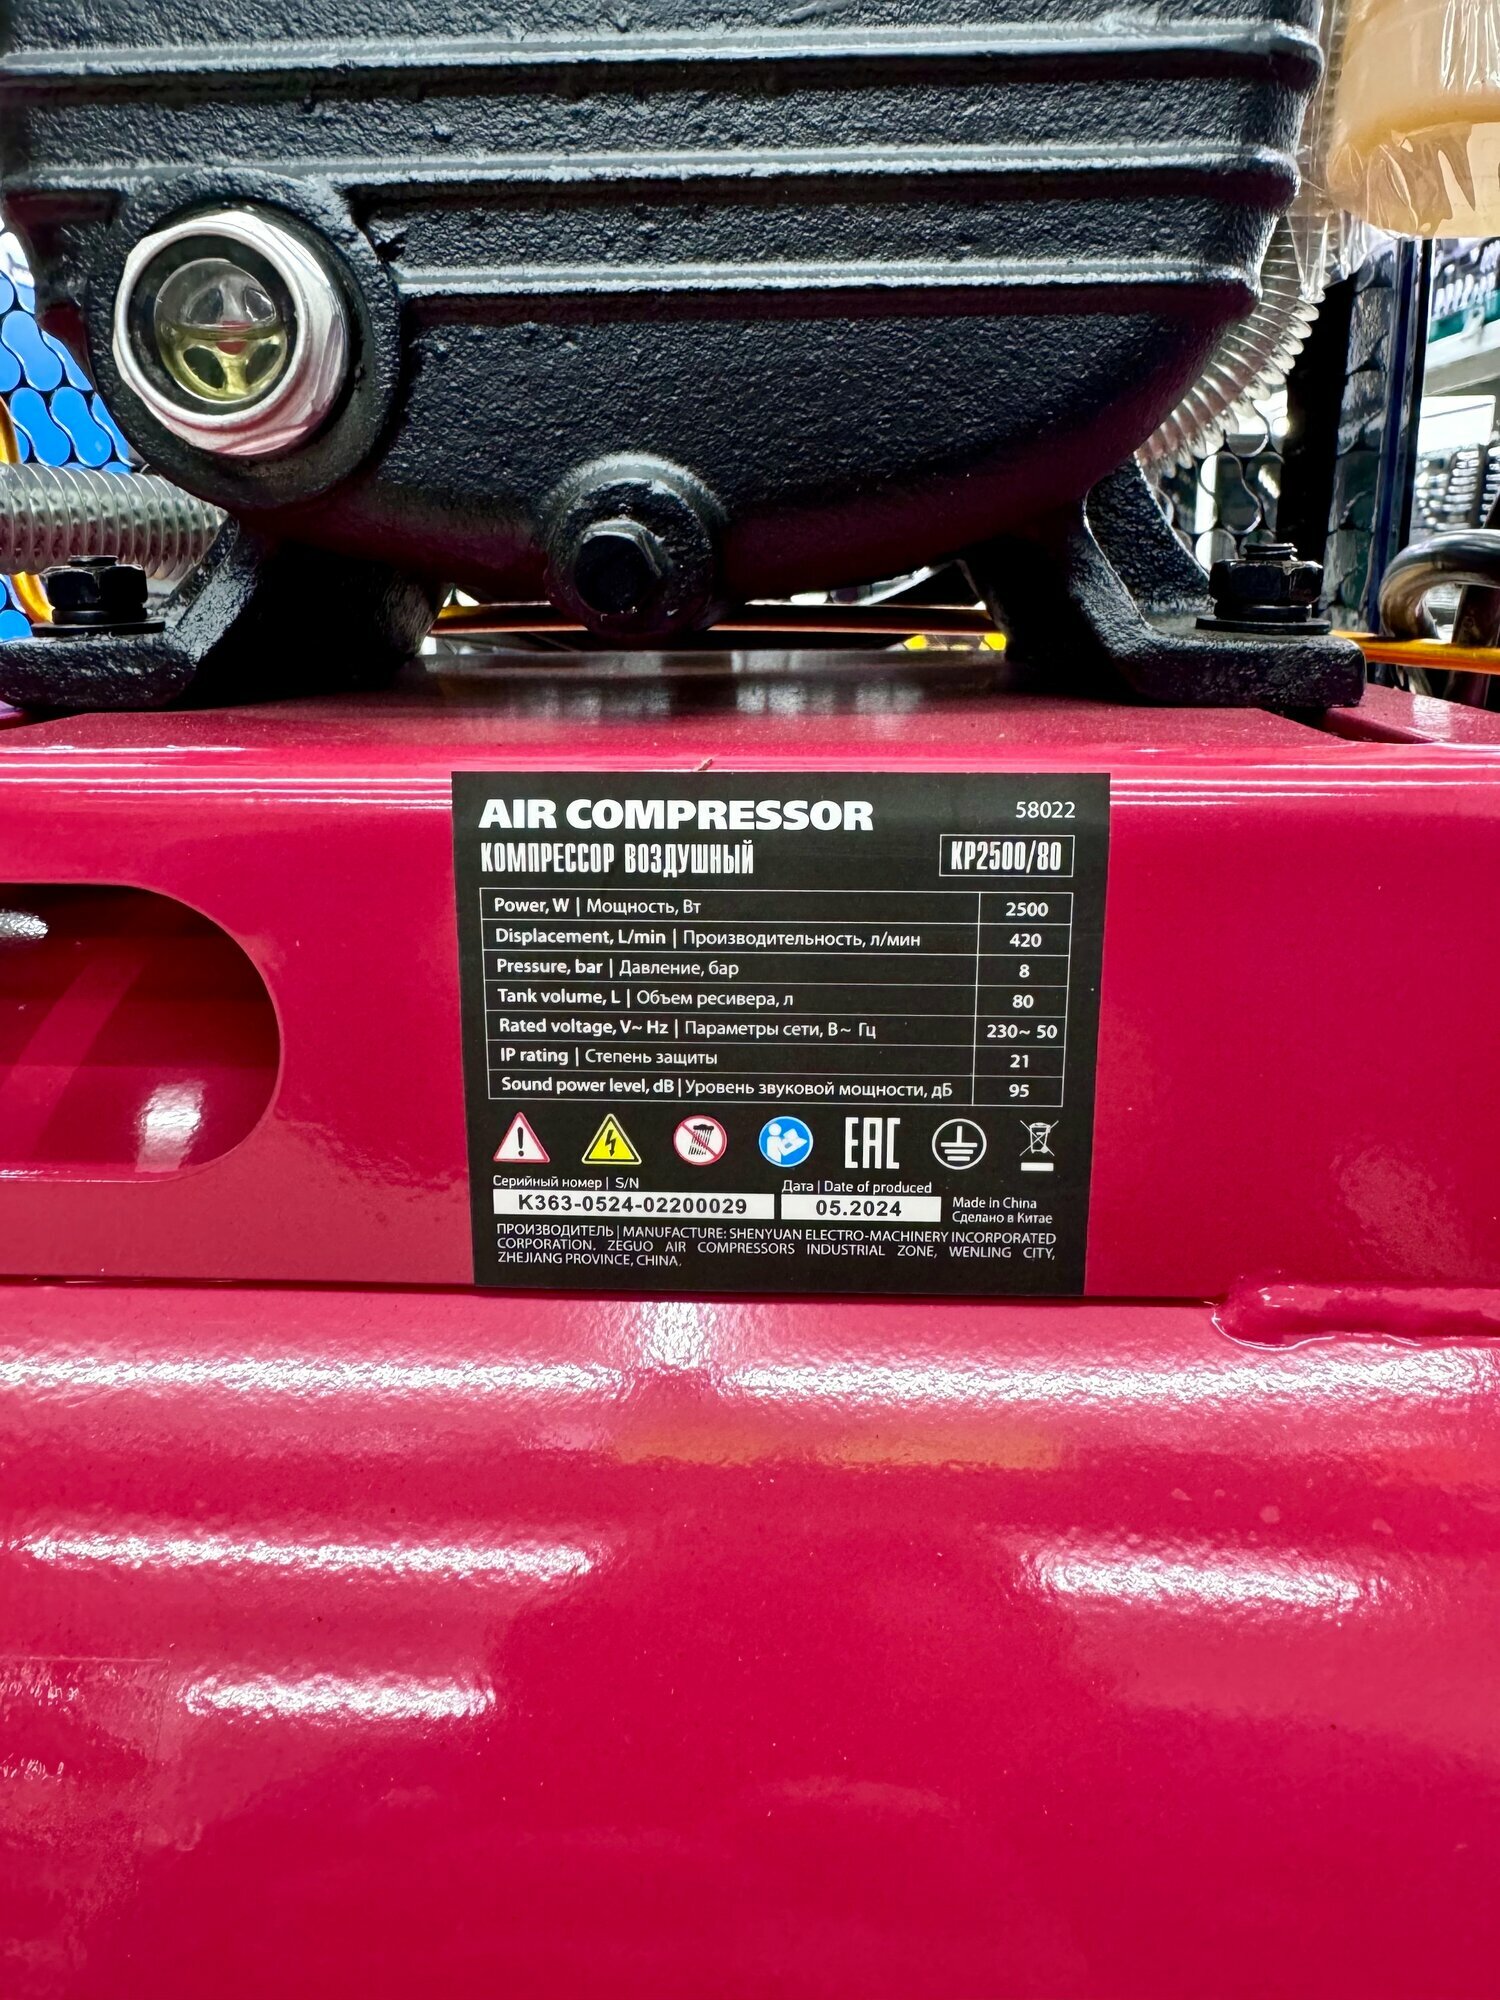 AIR COMPRESSOR 58022
КОМПРЕССОР ВОЗДУШНЫЙ KP2500/80
Power, W | Мощность, Вт 2500
Displacement, L/min | Производительность, л/мин 420
Pressure, bar | Давление, бар 8
Tank volume, L | Объем ресивера, л 80
Rated voltage, V~ Hz | Параметры сети, В~ Гц 230~ 50
IP rating | Степень защиты 21
Sound power level, dB | Уровень звуковой мощности, дБ 95
EAC
Серийный номер | S/N Дата | Date of produced
K363-0524-02200029 05.2024
Made in China
Сделано в Китае
ПРОИЗВОДИТЕЛЬ | MANUFACTURE: SHENYUAN ELECTRO-MACHINERY INCORPORATED
CORPORATION. ZEGUO AIR COMPRESSORS INDUSTRIAL ZONE, WENLING CITY,
ZHEJIANG PROVINCE, CHINA.